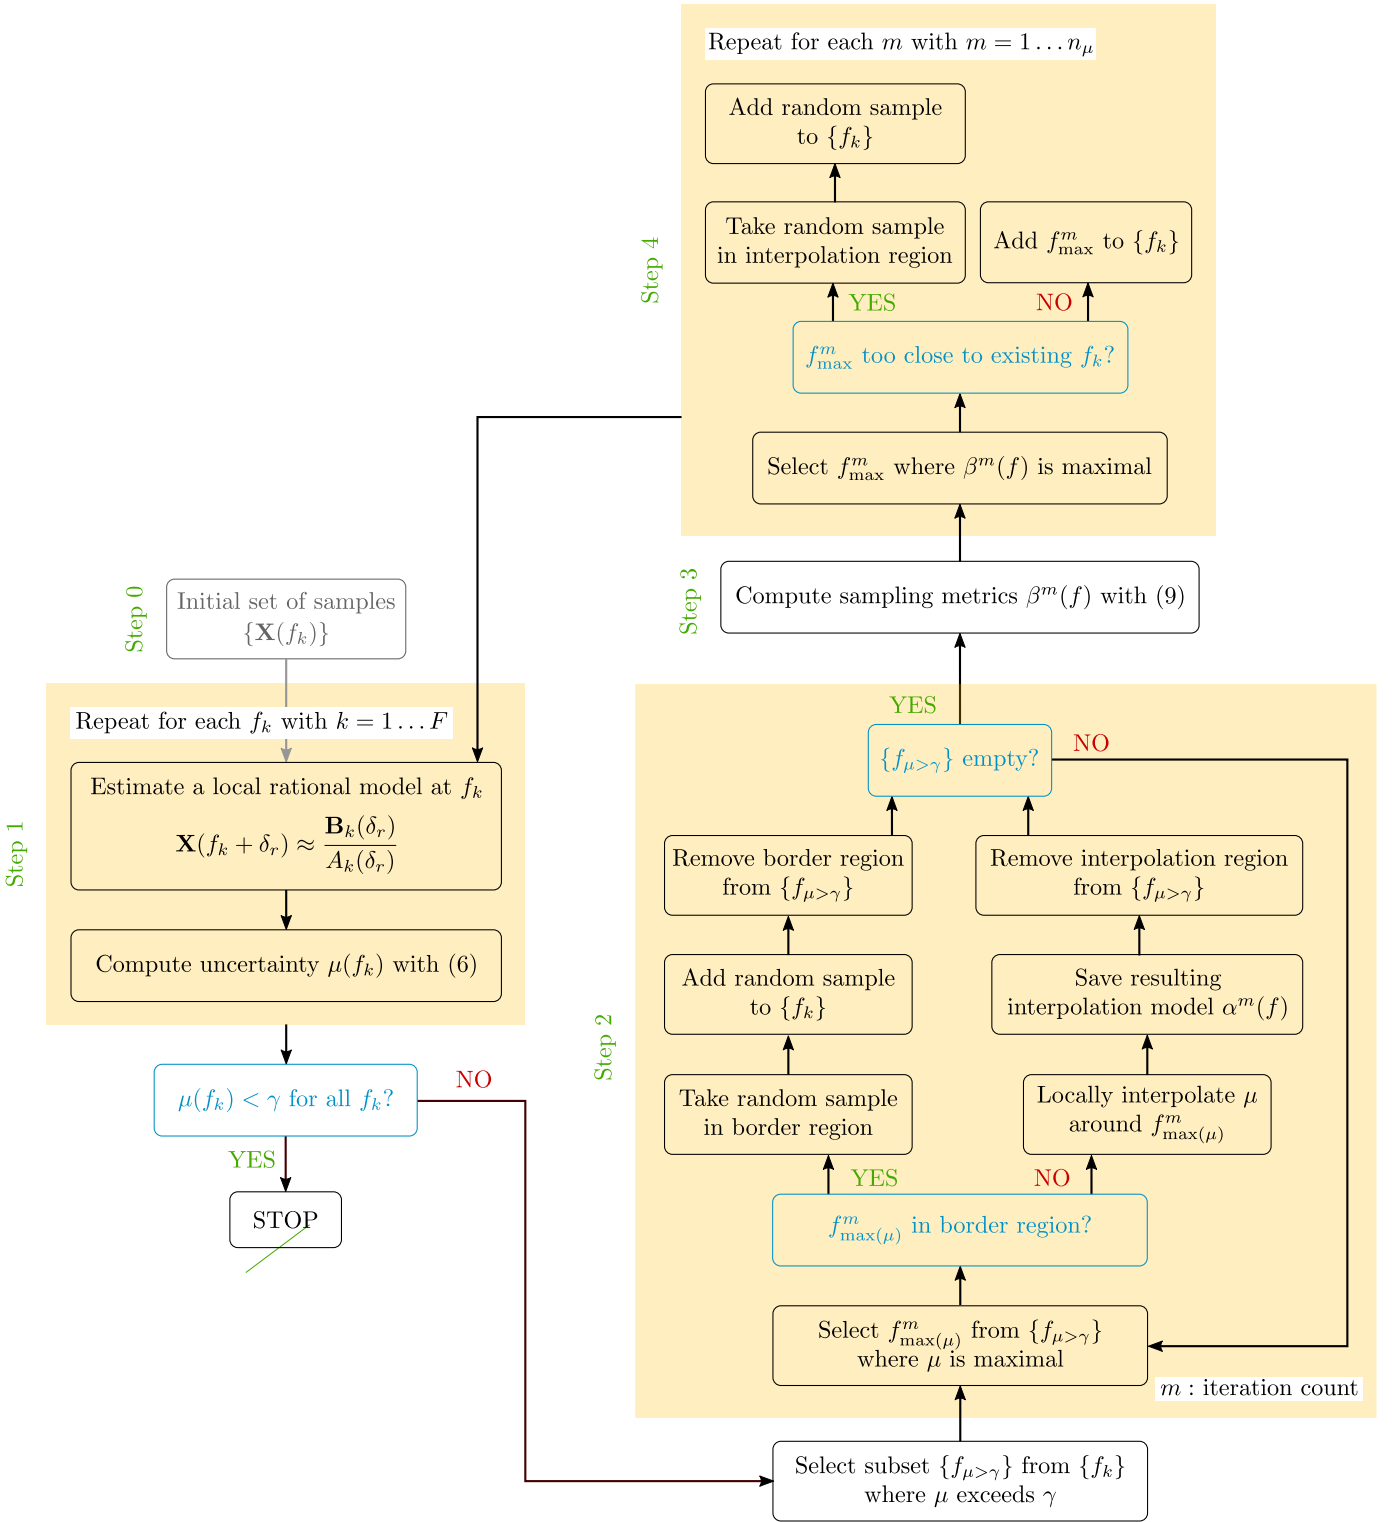 Repeat for each m with m = 1 … n_μ
Add random sample
to {f_k}
Take random sample
in interpolation region
Add f_max^m to {f_k}
Step 4
YES
NO
f_max^m too close to existing f_k?
Select f_max^m where β^m(f) is maximal
Step 3
Compute sampling metrics β^m(f) with (9)
Step 0
Initial set of samples
{𝐗(f_k)}
Repeat for each f_k with k = 1 … F
Step 1
Estimate a local rational model at f_k
𝐗(f_k + δ_r) ≈ 𝐁_k(δ_r) / A_k(δ_r)
Compute uncertainty μ(f_k) with (6)
μ(f_k) < γ for all f_k?
NO
YES
STOP
Step 2
YES
{f_μ>γ} empty?
NO
Remove border region
from {f_μ>γ}
Remove interpolation region
from {f_μ>γ}
Add random sample
to {f_k}
Save resulting
interpolation model α^m(f)
Take random sample
in border region
Locally interpolate μ
around f_max(μ)^m
YES
NO
f_max(μ)^m in border region?
Select f_max(μ)^m from {f_μ>γ}
where μ is maximal
m : iteration count
Select subset {f_μ>γ} from {f_k}
where μ exceeds γ